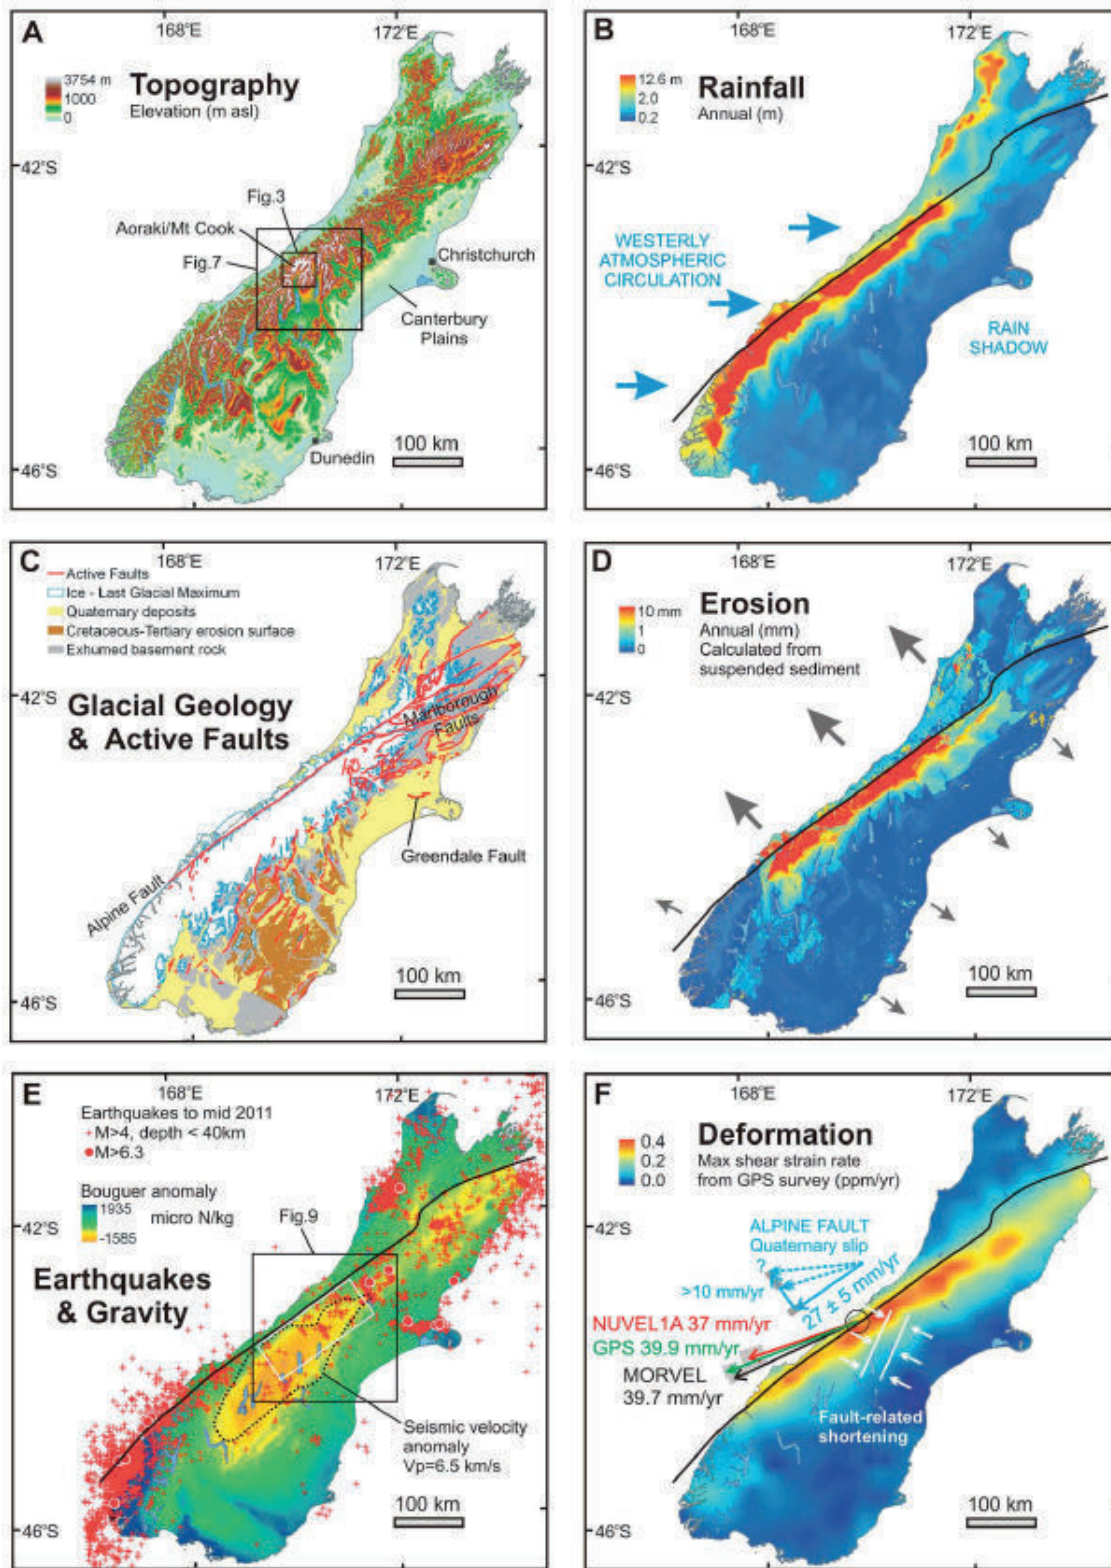 168°E
172°E
A
Topography
Elevation (m asl)
3754 m
1000
0
42°S
Fig.3
Aoraki/Mt Cook
Fig.7
Christchurch
Canterbury
Plains
Dunedin
100 km
46°S
168°E
172°E
B
Rainfall
Annual (m)
12.6 m
2.0
0.2
42°S
WESTERLY
ATMOSPHERIC
CIRCULATION
RAIN
SHADOW
100 km
46°S
168°E
172°E
C
Active Faults
Ice - Last Glacial Maximum
Quaternary deposits
Cretaceous-Tertiary erosion surface
Exhumed basement rock
42°S
Glacial Geology
& Active Faults
Marlborough
Faults
Greendale Fault
Alpine Fault
100 km
46°S
168°E
172°E
D
Erosion
Annual (mm)
Calculated from
suspended sediment
10 mm
1
0
42°S
100 km
46°S
168°E
172°E
E
Earthquakes to mid 2011
+M>4, depth < 40km
●M>6.3
Bouguer anomaly
1935
micro N/kg
-1585
42°S
Fig.9
Earthquakes
& Gravity
Seismic velocity
anomaly
Vp=6.5 km/s
100 km
46°S
168°E
172°E
F
Deformation
Max shear strain rate
from GPS survey (ppm/yr)
0.4
0.2
0.0
42°S
ALPINE FAULT
Quaternary slip
?
>10 mm/yr
27 ± 5 mm/yr
NUVEL1A 37 mm/yr
GPS 39.9 mm/yr
MORVEL
39.7 mm/yr
Fault-related
shortening
100 km
46°S